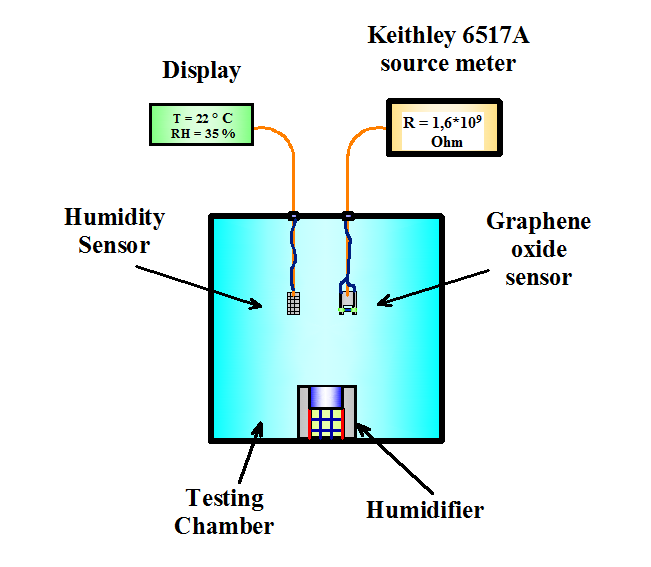 Keithley 6517A
source meter
Display
T = 22 ° C
RH = 35 %
R = 1,6*10⁹
Ohm
Humidity
Sensor
Graphene
oxide
sensor
Testing
Chamber
Humidifier